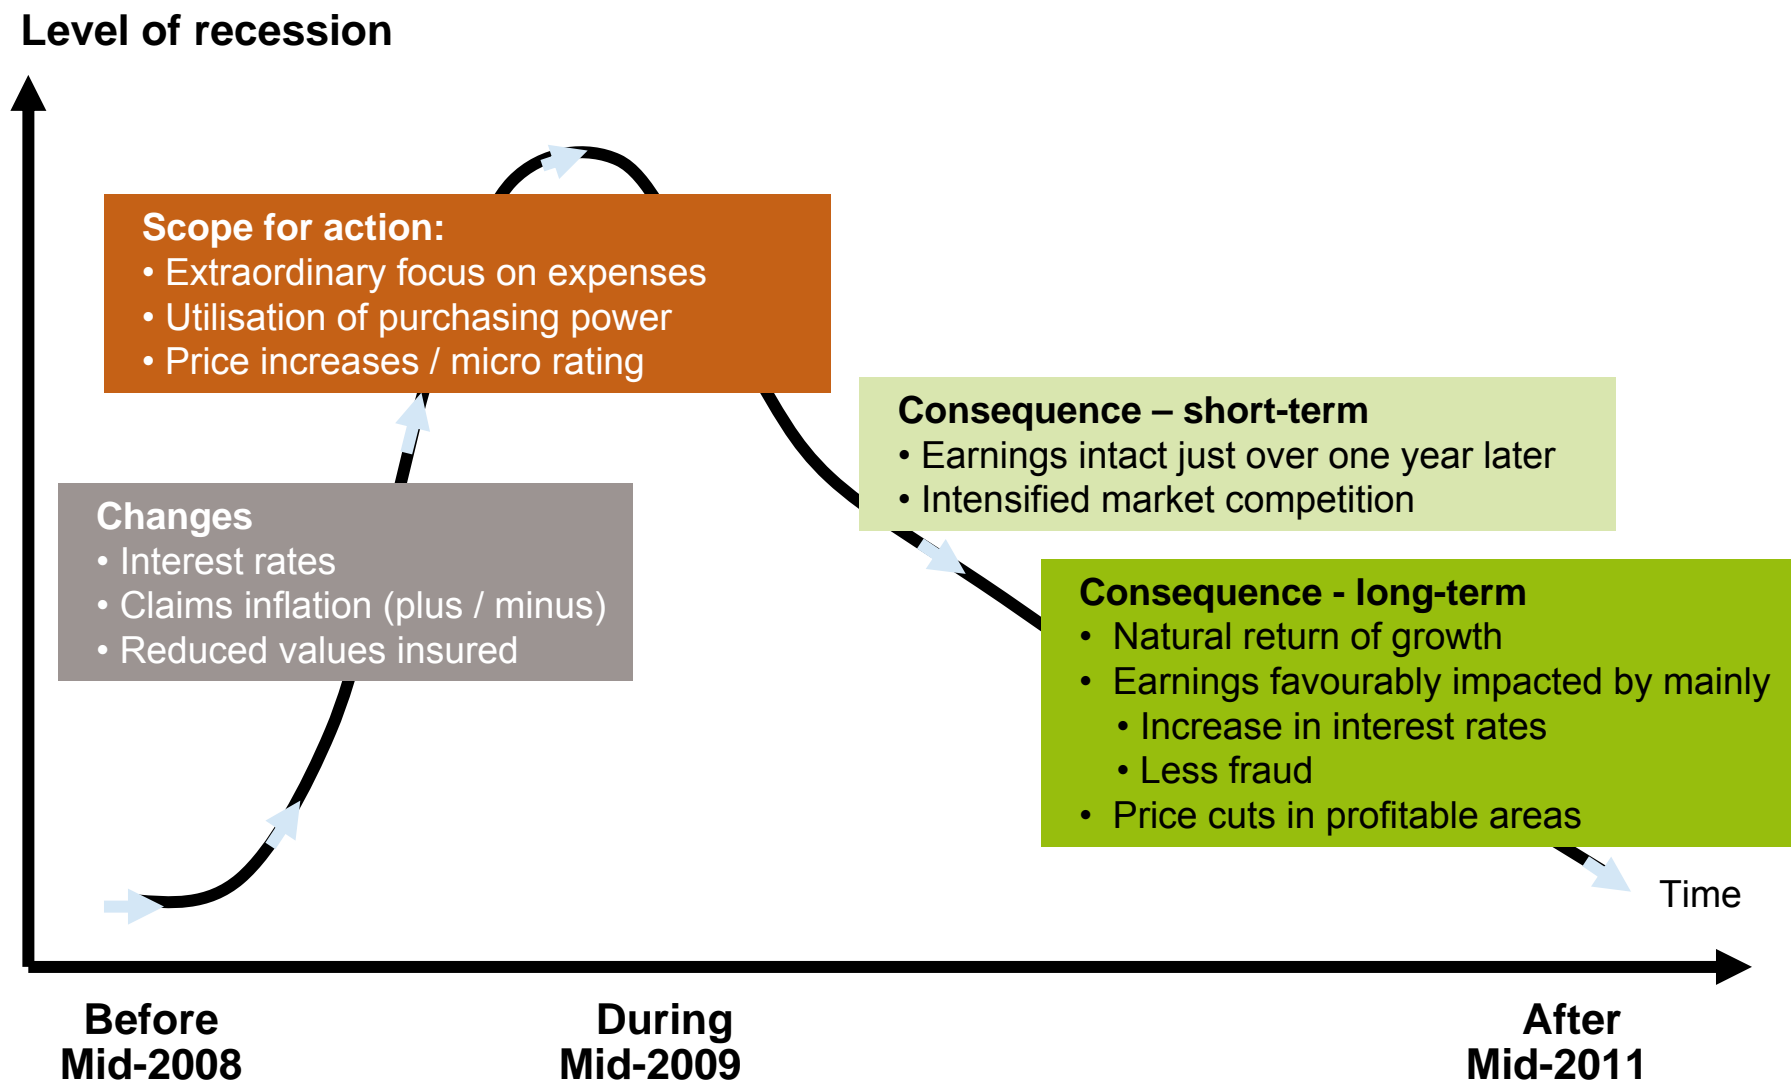 Level of recession
Scope for action:
• Extraordinary focus on expenses
• Utilisation of purchasing power
• Price increases / micro rating
Consequence – short-term
• Earnings intact just over one year later
• Intensified market competition
Changes
• Interest rates
• Claims inflation (plus / minus)
• Reduced values insured
Consequence - long-term
• Natural return of growth
• Earnings favourably impacted by mainly
• Increase in interest rates
• Less fraud
• Price cuts in profitable areas
Time
Before
Mid-2008
During
Mid-2009
After
Mid-2011